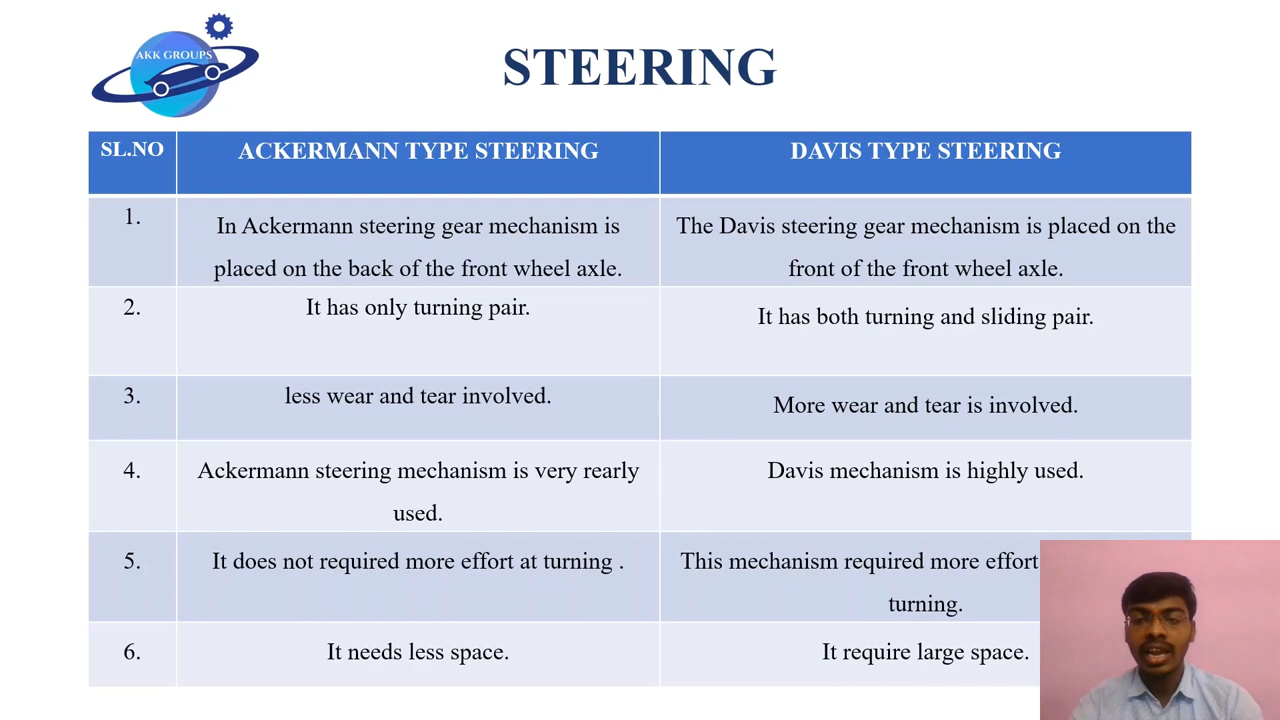 AKK GROUPS
STEERING
SL.NO
ACKERMANN TYPE STEERING
DAVIS TYPE STEERING
1.
In Ackermann steering gear mechanism is
placed on the back of the front wheel axle.
The Davis steering gear mechanism is placed on the
front of the front wheel axle.
2.
It has only turning pair.
It has both turning and sliding pair.
3.
less wear and tear involved.
More wear and tear is involved.
4.
Ackermann steering mechanism is very rearly
used.
Davis mechanism is highly used.
5.
It does not required more effort at turning .
This mechanism required more effort
turning.
6.
It needs less space.
It require large space.